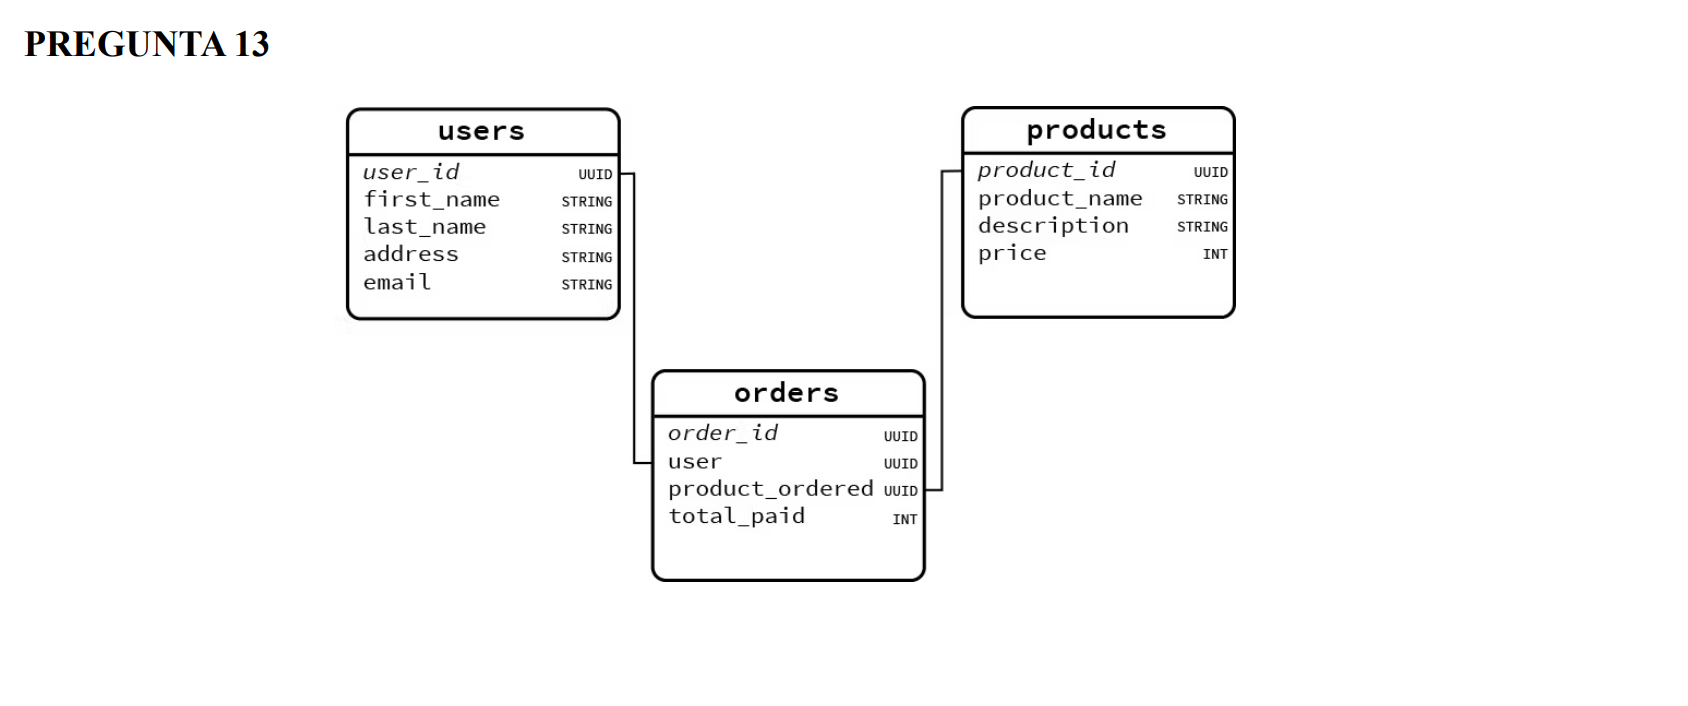 PREGUNTA 13
users
user_id UUID
first_name STRING
last_name STRING
address STRING
email STRING
products
product_id UUID
product_name STRING
description STRING
price INT
orders
order_id UUID
user UUID
product_ordered UUID
total_paid INT